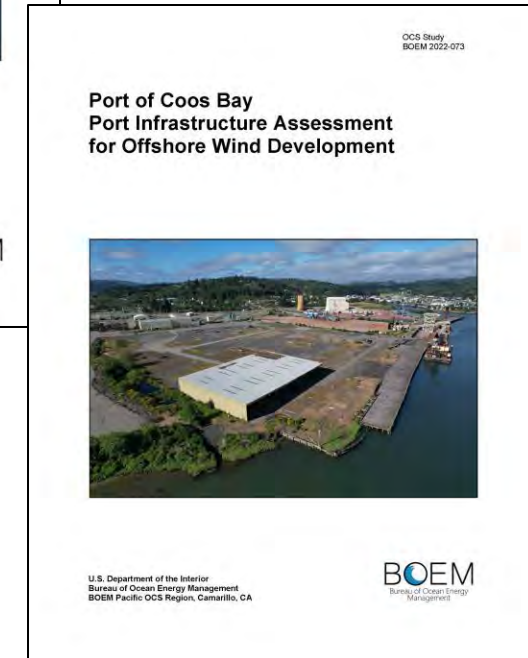 OCS Study
BOEM 2022-073
Port of Coos Bay
Port Infrastructure Assessment
for Offshore Wind Development
U.S. Department of the Interior
Bureau of Ocean Energy Management
BOEM Pacific OCS Region, Camarillo, CA
BOEM
Bureau of Ocean Energy
Management